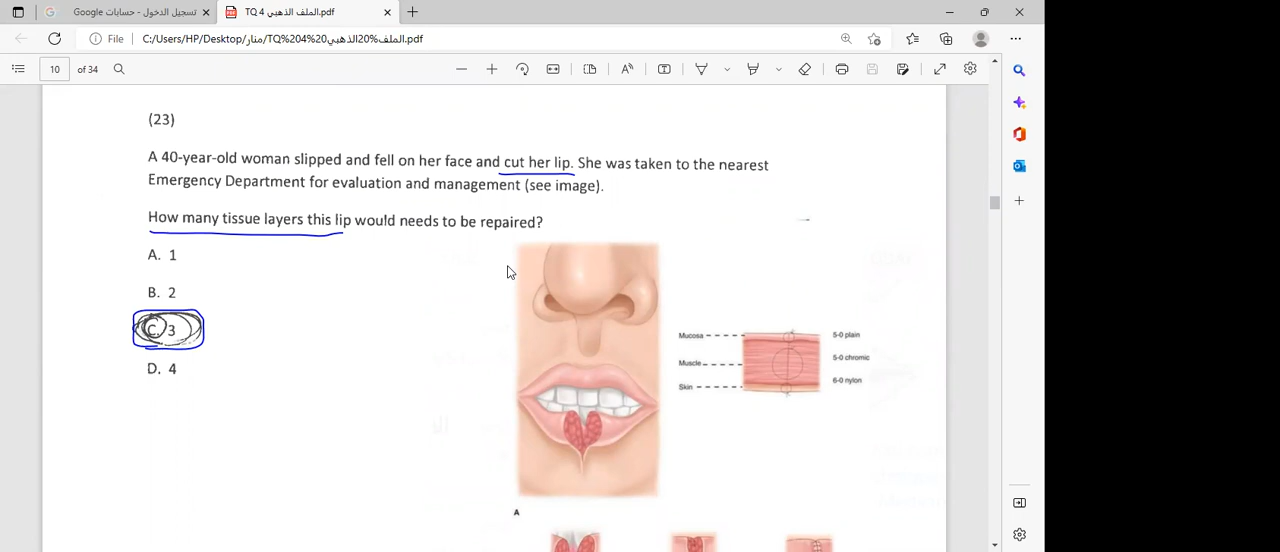 تسجيل الدخول - حسابات Google
TQ 4 الملف الذهبي.pdf
File
C:/Users/HP/Desktop/منار/TQ%204%20الملف%20الذهبي.pdf
10 of 34
(23)
A 40-year-old woman slipped and fell on her face and cut her lip. She was taken to the nearest
Emergency Department for evaluation and management (see image).
How many tissue layers this lip would needs to be repaired?
A. 1
B. 2
C. 3
D. 4
Mucosa
5-0 plain
Muscle
5-0 chromic
Skin
6-0 nylon
A